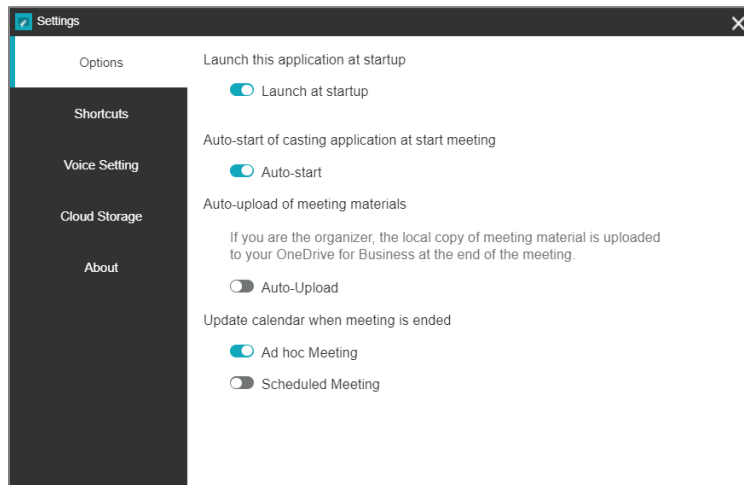 Settings
Options
Shortcuts
Voice Setting
Cloud Storage
About
Launch this application at startup
Launch at startup
Auto-start of casting application at start meeting
Auto-start
Auto-upload of meeting materials
If you are the organizer, the local copy of meeting material is uploaded
to your OneDrive for Business at the end of the meeting.
Auto-Upload
Update calendar when meeting is ended
Ad hoc Meeting
Scheduled Meeting